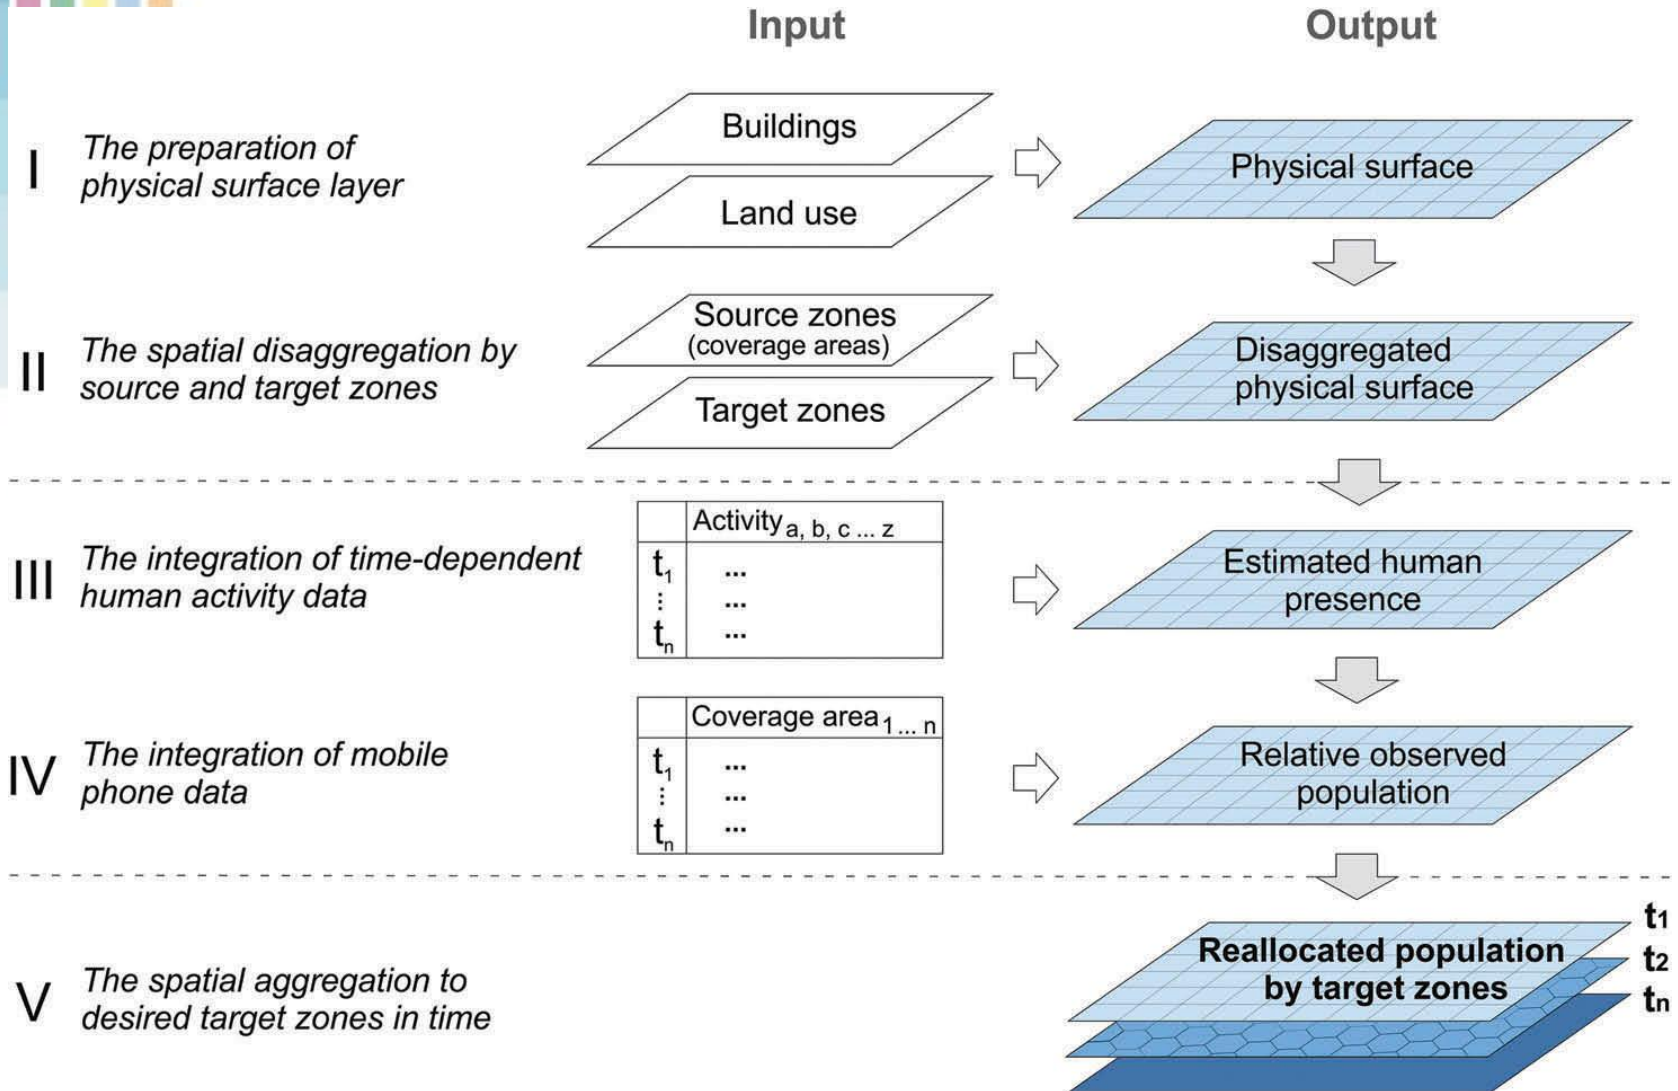 Input
Output
I
The preparation of
physical surface layer
Buildings
Land use
Physical surface
II
The spatial disaggregation by
source and target zones
Source zones
(coverage areas)
Target zones
Disaggregated
physical surface
III
The integration of time-dependent
human activity data
Activity a, b, c ... z
t1 ...
⋮ ...
tn ...
Estimated human
presence
IV
The integration of mobile
phone data
Coverage area 1 ... n
t1 ...
⋮ ...
tn ...
Relative observed
population
V
The spatial aggregation to
desired target zones in time
Reallocated population
by target zones
t1
t2
tn